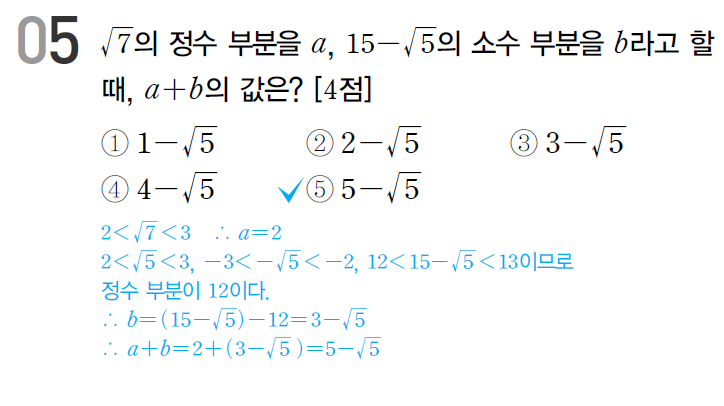 05 √7의 정수 부분을 a, 15-√5의 소수 부분을 b라고 할
때, a+b의 값은? [4점]
① 1-√5 ② 2-√5 ③ 3-√5
④ 4-√5 ✓⑤ 5-√5
2<√7<3 ∴ a=2
2<√5<3, -3<-√5<-2, 12<15-√5<13이므로
정수 부분이 12이다.
∴ b=(15-√5)-12=3-√5
∴ a+b=2+(3-√5)=5-√5